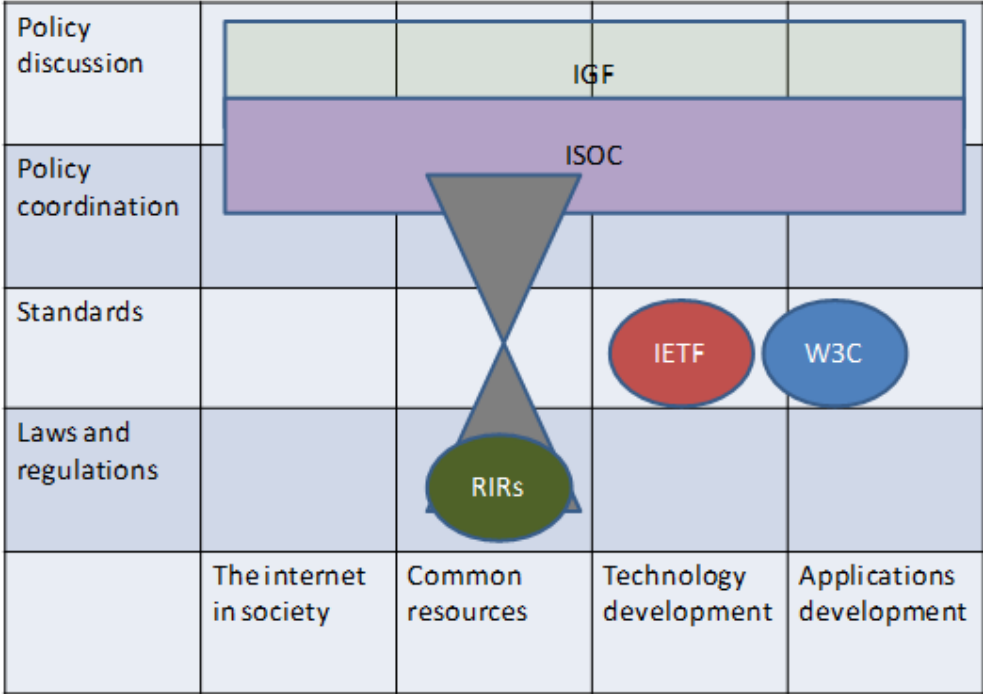 Policy
discussion
IGF
ISOC
Policy
coordination
Standards
IETF
W3C
Laws and
regulations
RIRs
The internet
in society
Common
resources
Technology
development
Applications
development